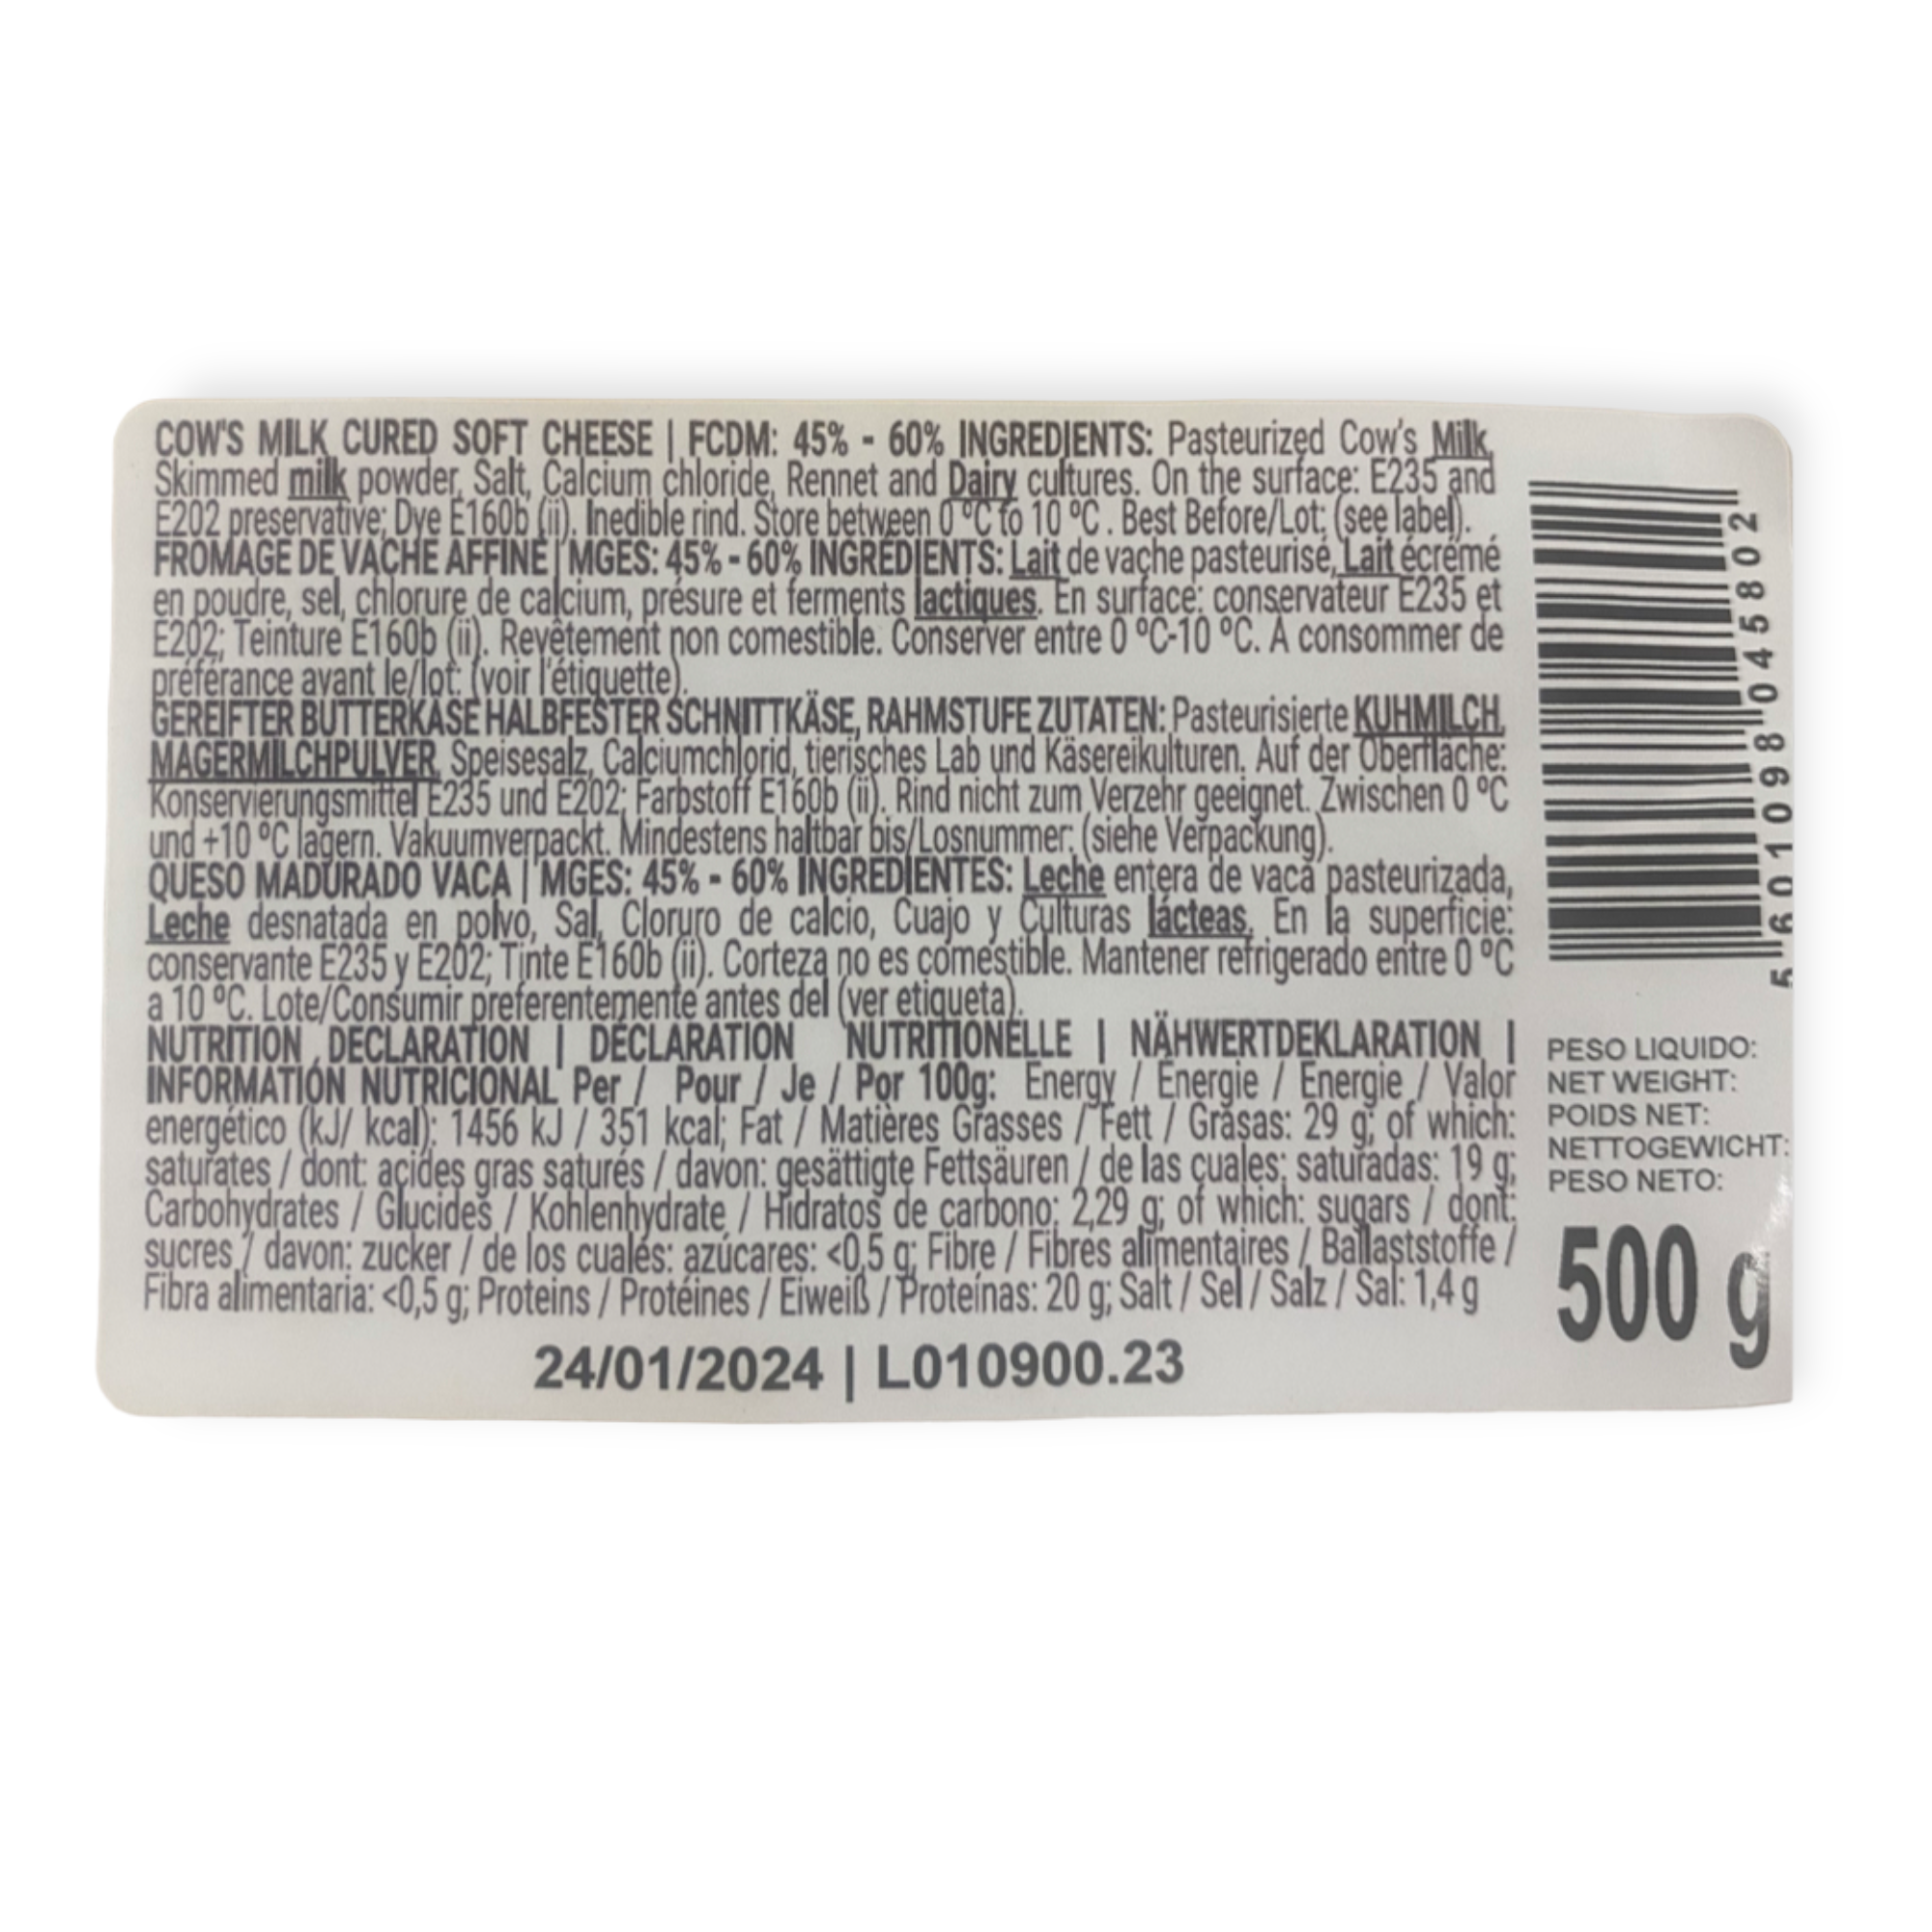 COW'S MILK CURED SOFT CHEESE | FCDM: 45% - 60% INGREDIENTS: Pasteurized Cow's Milk,
Skimmed milk powder, Salt, Calcium chloride, Rennet and Dairy cultures. On the surface: E235 and
E202 preservative; Dye E160b (ii). Inedible rind. Store between 0 °C to 10 °C . Best Before/Lot: (see label).
FROMAGE DE VACHE AFFINÉ | MGES: 45% - 60% INGRÉDIENTS: Lait de vache pasteurisé, Lait écrémé
en poudre, sel, chlorure de calcium, présure et ferments lactiques. En surface: conservateur E235 et
E202; Teinture E160b (ii). Revêtement non comestible. Conserver entre 0 °C-10 °C. À consommer de
préférance avant le/lot: (voir l'étiquette).
GEREIFTER BUTTERKÄSE HALBFESTER SCHNITTKÄSE, RAHMSTUFE ZUTATEN: Pasteurisierte KUHMILCH,
MAGERMILCHPULVER, Speisesalz, Calciumchlorid, tierisches Lab und Käsereikulturen. Auf der Oberfläche:
Konservierungsmittel E235 und E202; Farbstoff E160b (ii). Rind nicht zum Verzehr geeignet. Zwischen 0 °C
und +10 °C lagern. Vakuumverpackt. Mindestens haltbar bis/Losnummer: (siehe Verpackung).
QUESO MADURADO VACA | MGES: 45% - 60% INGREDIENTES: Leche entera de vaca pasteurizada,
Leche desnatada en polvo, Sal, Cloruro de calcio, Cuajo y Culturas lácteas. En la superficie:
conservante E235 y E202; Tinte E160b (ii). Corteza no es comestible. Mantener refrigerado entre 0 °C
a 10 °C. Lote/Consumir preferentemente antes del (ver etiqueta).
NUTRITION DECLARATION | DÉCLARATION NUTRITIONELLE | NÄHWERTDEKLARATION |
INFORMATIÓN NUTRICIONAL Per / Pour / Je / Por 100g: Energy / Énergie / Energie / Valor
energético (kJ/ kcal): 1456 kJ / 351 kcal; Fat / Matières Grasses / Fett / Grasas: 29 g; of which:
saturates / dont: acides gras saturés / davon: gesättigte Fettsäuren / de las cuales: saturadas: 19 g;
Carbohydrates / Glucides / Kohlenhydrate / Hidratos de carbono: 2,29 g; of which: sugars / dont:
sucres / davon: zucker / de los cuales: azúcares: <0,5 g; Fibre / Fibres alimentaires / Ballaststoffe /
Fibra alimentaria: <0,5 g; Proteins / Protéines / Eiweiß / Proteínas: 20 g; Salt / Sel / Salz / Sal: 1,4 g
24/01/2024 | L010900.23
5 601098 045802
PESO LIQUIDO:
NET WEIGHT:
POIDS NET:
NETTOGEWICHT:
PESO NETO:
500 g